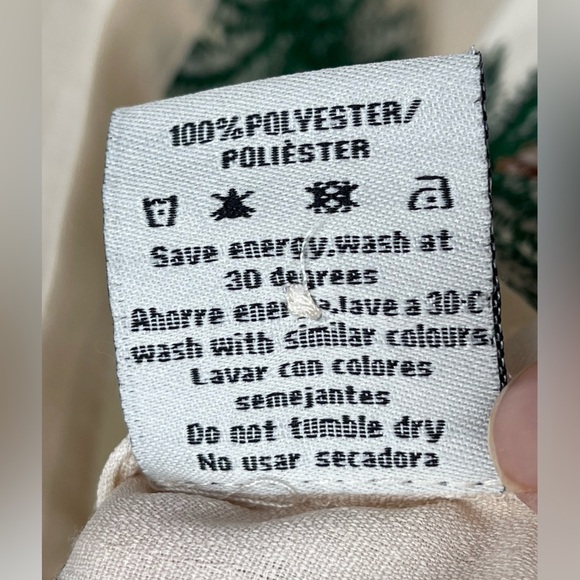 100%POLYESTER/
POLIÈSTER
Save energy.wash at
30 degrees
Ahorre energia.lave a 30·C
wash with similar colours.
Lavar con colores
semejantes
Do not tumble dry
No usar secadora